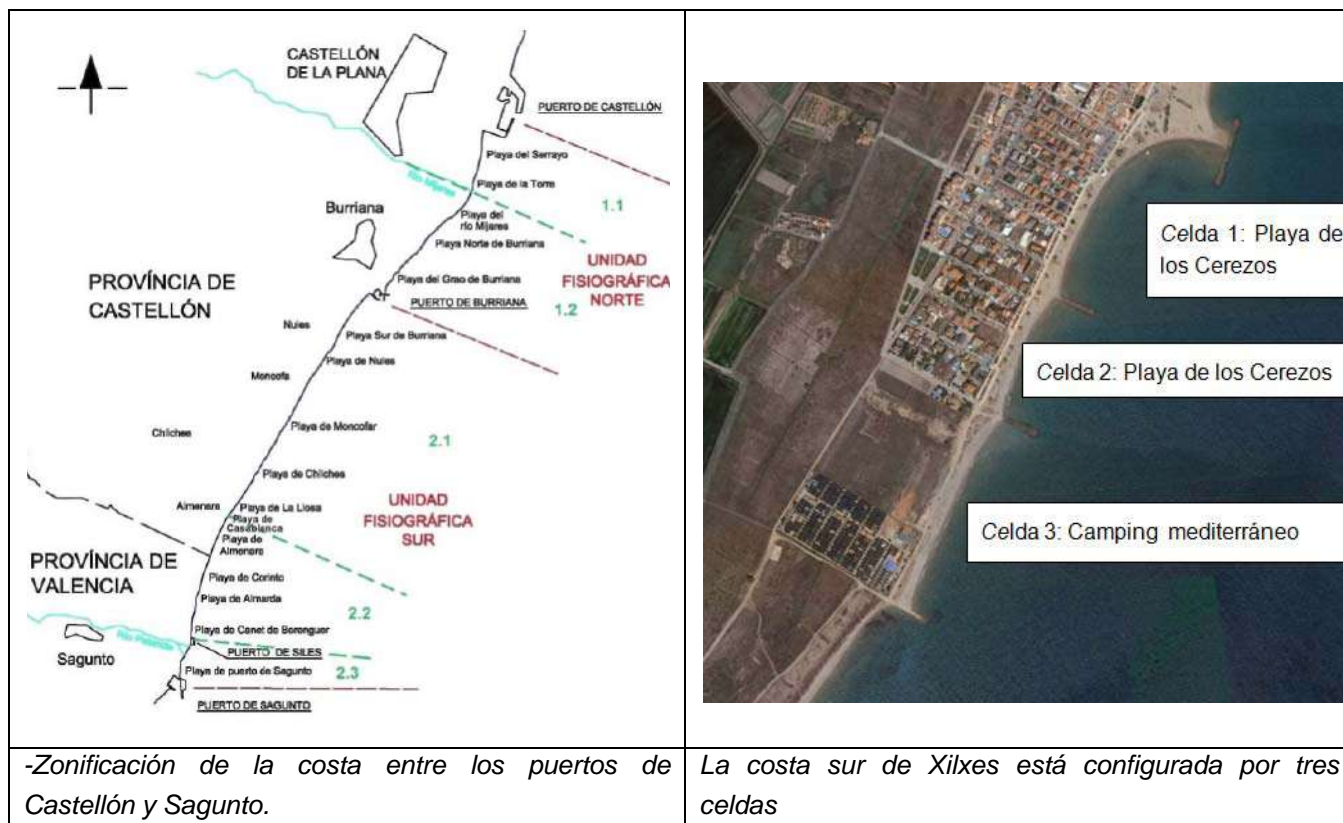 CASTELLÓN
DE LA PLANA
PUERTO DE CASTELLÓN
Playa del Serrayo
Río Mijares
Playa de la Torre
1.1
Burriana
Playa del
río Mijares
Playa Norte de Burriana
UNIDAD
FISIOGRÁFICA
NORTE
PROVÍNCIA DE
CASTELLÓN
Playa del Grao de Burriana
PUERTO DE BURRIANA
1.2
Nules
Playa Sur de Burriana
Playa de Nules
Moncofa
Chilches
Playa de Moncofar
2.1
Playa de Chilches
UNIDAD
FISIOGRÁFICA
SUR
Almenara
Playa de La Llosa
Playa de
Casablanca
Playa de
Almenara
PROVÍNCIA DE
VALENCIA
Playa de Corinto
Playa de Almarda
2.2
Playa de Canet de Berenguer
Río Palancia
Sagunto
PUERTO DE SILES
Playa de puerto de Sagunto
2.3
PUERTO DE SAGUNTO
-Zonificación de la costa entre los puertos de
Castellón y Sagunto.
Celda 1: Playa de
los Cerezos
Celda 2: Playa de los Cerezos
Celda 3: Camping mediterráneo
La costa sur de Xilxes está configurada por tres
celdas